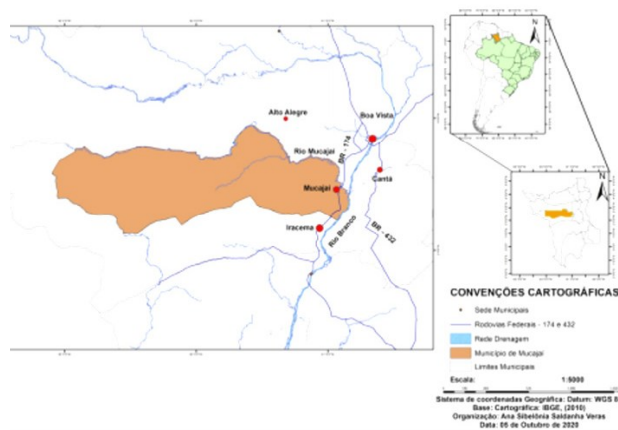 Alto Alegre
Boa Vista
Rio Mucajaí
BR - 174
Cantá
Mucajaí
Iracema
Rio Branco
BR - 432
N
N
CONVENÇÕES CARTOGRÁFICAS
Sede Municipais
Rodovias Federais - 174 e 432
Rede Drenagem
Município de Mucajaí
Limites Municipais
Escala: 1:5000
Sistema de coordenadas Geográfica: Datum: WGS 8
Base: Cartográfica: IBGE, (2010)
Organização: Ana Sibelônia Saldanha Veras
Data: 05 de Outubro de 2020